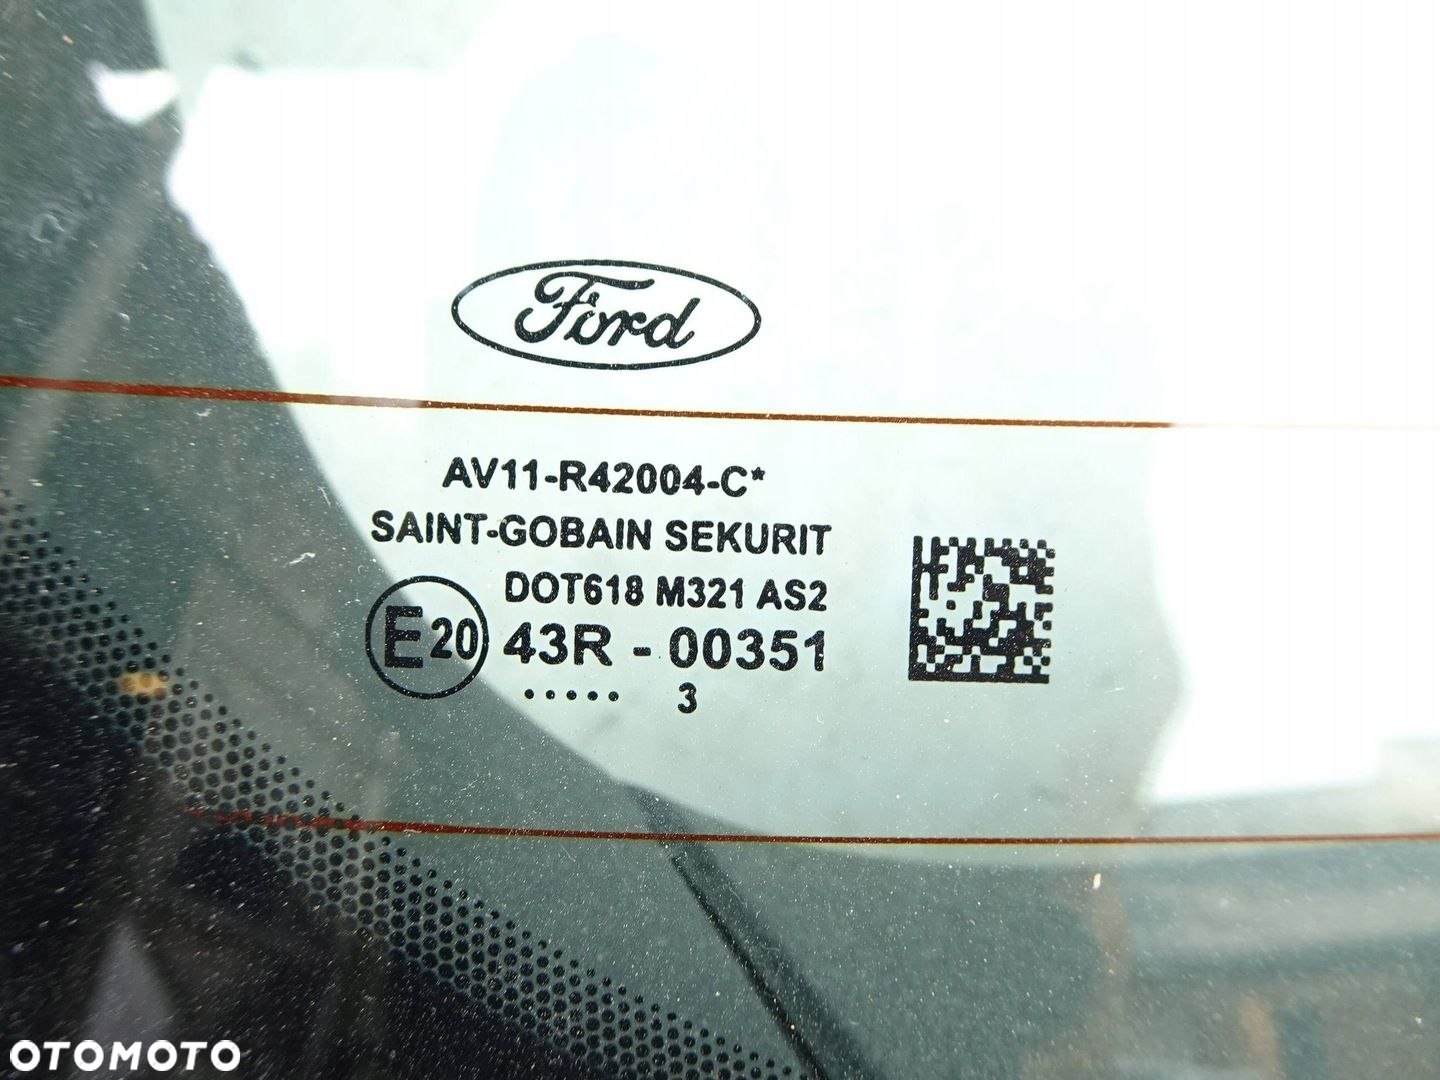 Ford
AV11-R42004-C*
SAINT-GOBAIN SEKURIT
DOT618 M321 AS2
E20 43R - 00351
..... 3
OTOMOTO